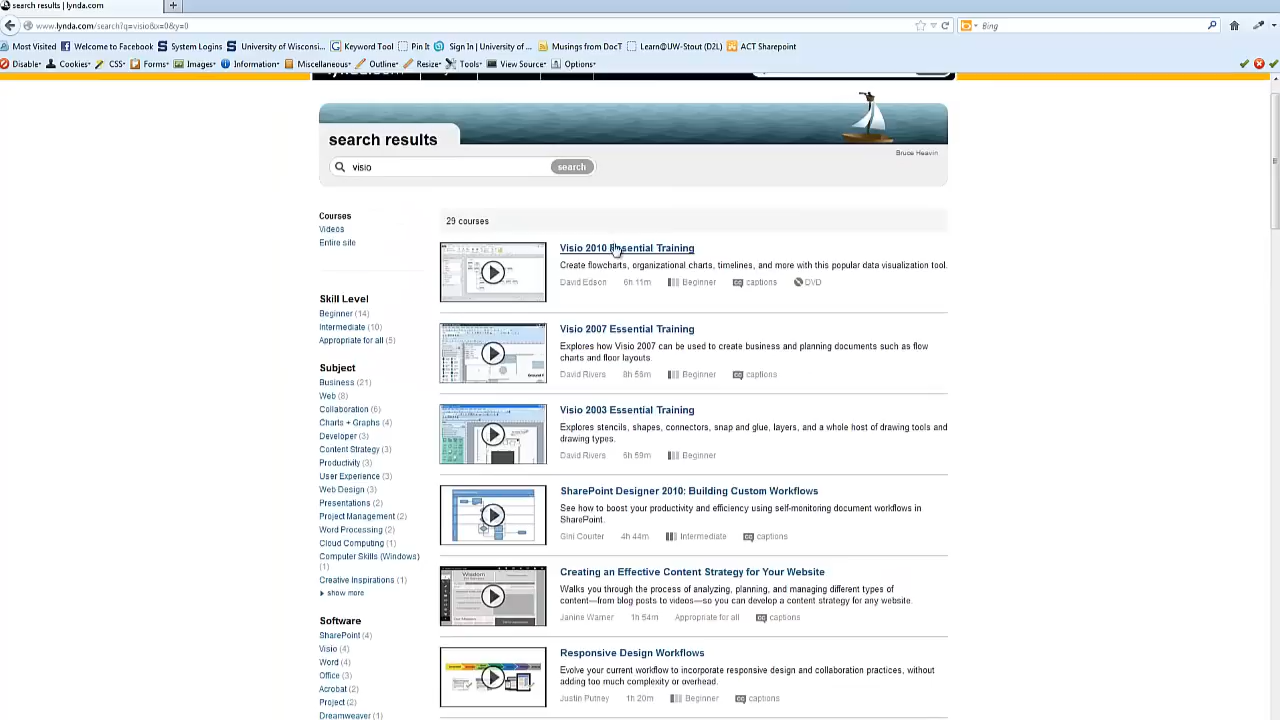 search results | lynda.com
www.lynda.com/search?q=visio&x=0&y=0
Bing
Most Visited Welcome to Facebook System Logins University of Wisconsi... Keyword Tool Pin It Sign In | University of ... Musings from DocT Learn@UW-Stout (D2L) ACT Sharepoint
Disable Cookies CSS Forms Images Information Miscellaneous Outline Resize Tools View Source Options
search results
Bruce Heavin
visio search
Courses
Videos
Entire site
Skill Level
Beginner (14)
Intermediate (10)
Appropriate for all (5)
Subject
Business (21)
Web (8)
Collaboration (6)
Charts + Graphs (4)
Developer (3)
Content Strategy (3)
Productivity (3)
User Experience (3)
Web Design (3)
Presentations (2)
Project Management (2)
Word Processing (2)
Cloud Computing (1)
Computer Skills (Windows)
(1)
Creative Inspirations (1)
show more
Software
SharePoint (4)
Visio (4)
Word (4)
Office (3)
Acrobat (2)
Project (2)
Dreamweaver (1)
29 courses
Visio 2010 Essential Training
Create flowcharts, organizational charts, timelines, and more with this popular data visualization tool.
David Edson 6h 11m Beginner cc captions DVD
Visio 2007 Essential Training
Explores how Visio 2007 can be used to create business and planning documents such as flow
charts and floor layouts.
David Rivers 8h 56m Beginner cc captions
Visio 2003 Essential Training
Explores stencils, shapes, connectors, snap and glue, layers, and a whole host of drawing tools and
drawing types.
David Rivers 6h 59m Beginner
SharePoint Designer 2010: Building Custom Workflows
See how to boost your productivity and efficiency using self-monitoring document workflows in
SharePoint.
Gini Courter 4h 44m Intermediate cc captions
Creating an Effective Content Strategy for Your Website
Walks you through the process of analyzing, planning, and managing different types of
content—from blog posts to videos—so you can develop a content strategy for any website.
Janine Warner 1h 54m Appropriate for all cc captions
Responsive Design Workflows
Evolve your current workflow to incorporate responsive design and collaboration practices, without
adding too much complexity or overhead.
Justin Putney 1h 20m Beginner cc captions